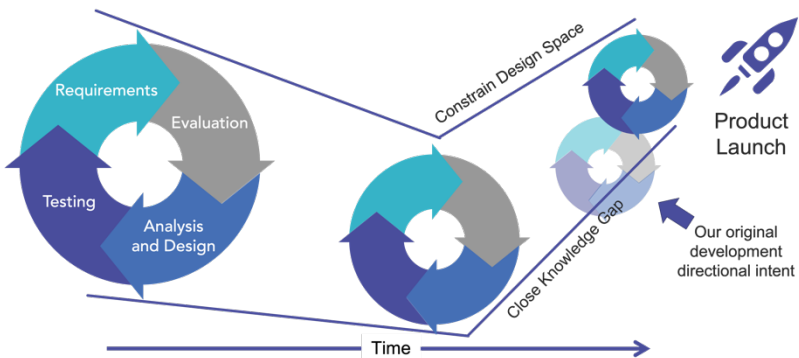 Requirements
Evaluation
Testing
Analysis
and Design
Constrain Design Space
Close Knowledge Gap
Product
Launch
Our original
development
directional intent
Time